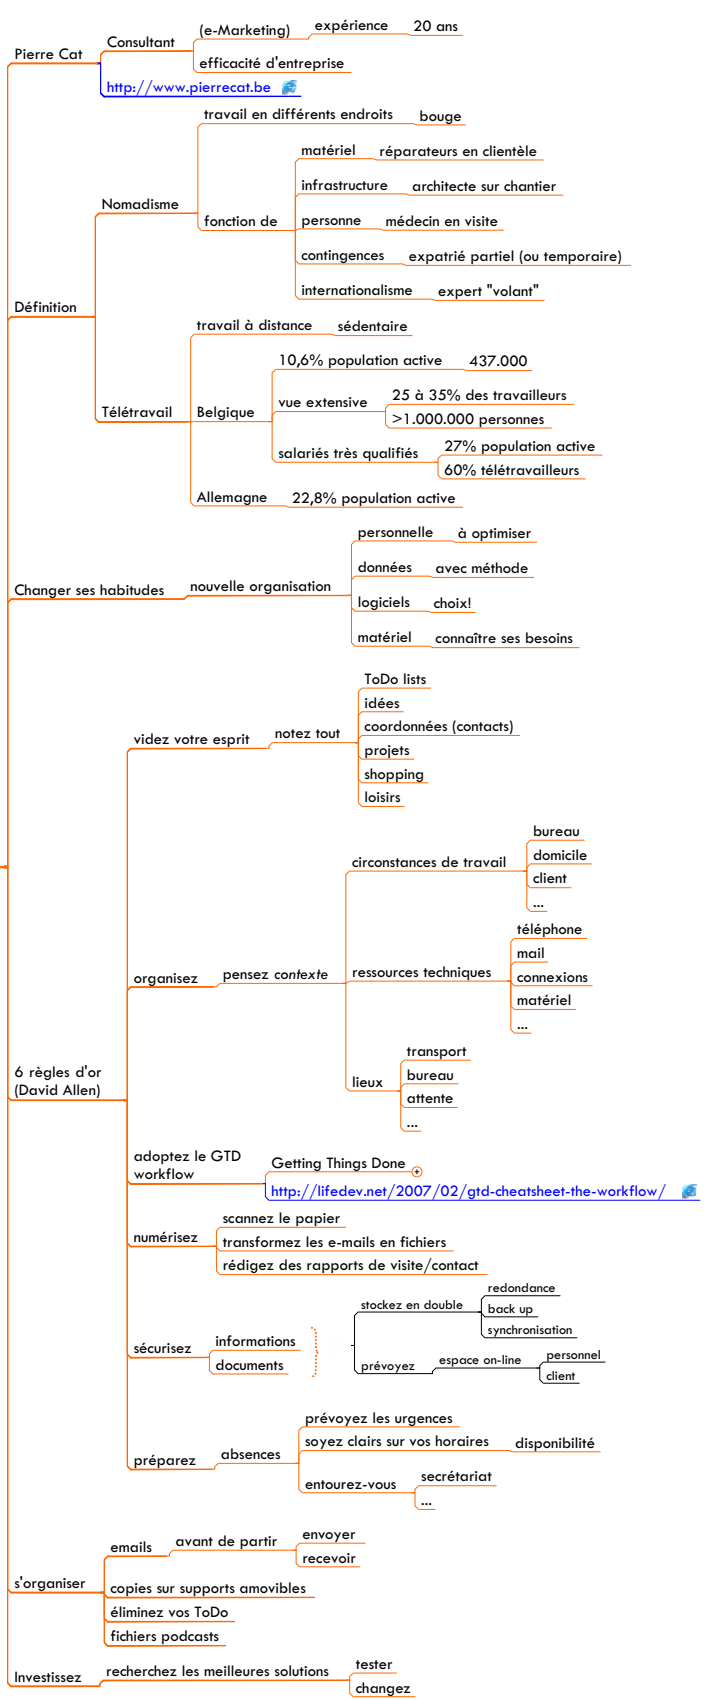 Pierre Cat
Consultant
(e-Marketing)
expérience
20 ans
efficacité d'entreprise
http://www.pierrecat.be
Définition
Nomadisme
travail en différents endroits
bouge
fonction de
matériel
réparateurs en clientèle
infrastructure
architecte sur chantier
personne
médecin en visite
contingences
expatrié partiel (ou temporaire)
internationalisme
expert "volant"
Télétravail
travail à distance
sédentaire
Belgique
10,6% population active
437.000
vue extensive
25 à 35% des travailleurs
>1.000.000 personnes
salariés très qualifiés
27% population active
60% télétravailleurs
Allemagne
22,8% population active
Changer ses habitudes
nouvelle organisation
personnelle
à optimiser
données
avec méthode
logiciels
choix!
matériel
connaître ses besoins
6 règles d'or
(David Allen)
videz votre esprit
notez tout
ToDo lists
idées
coordonnées (contacts)
projets
shopping
loisirs
organisez
pensez contexte
circonstances de travail
bureau
domicile
client
...
ressources techniques
téléphone
mail
connexions
matériel
...
lieux
transport
bureau
attente
...
adoptez le GTD
workflow
Getting Things Done
http://lifedev.net/2007/02/gtd-cheatsheet-the-workflow/
numérisez
scannez le papier
transformez les e-mails en fichiers
rédigez des rapports de visite/contact
sécurisez
informations
documents
stockez en double
redondance
back up
synchronisation
prévoyez
espace on-line
personnel
client
préparez
absences
prévoyez les urgences
soyez clairs sur vos horaires
disponibilité
entourez-vous
secrétariat
...
s'organiser
emails
avant de partir
envoyer
recevoir
copies sur supports amovibles
éliminez vos ToDo
fichiers podcasts
Investissez
recherchez les meilleures solutions
tester
changez